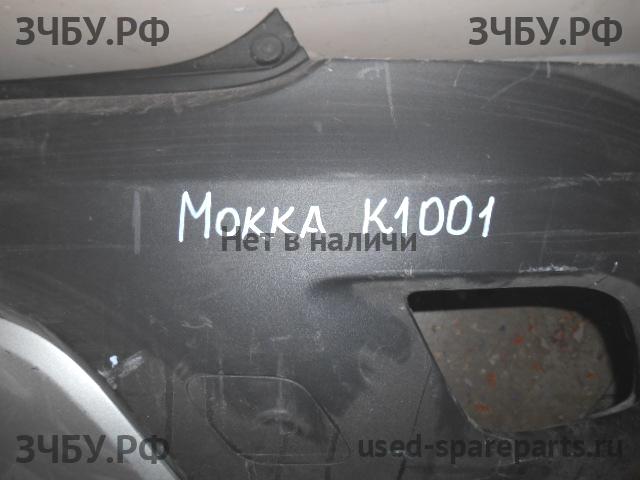 ЗЧБУ.РФ ЗЧБУ.РФ
МОККА К1001
Нет в наличи
ЗЧБУ.РФ used-spareparts.ru